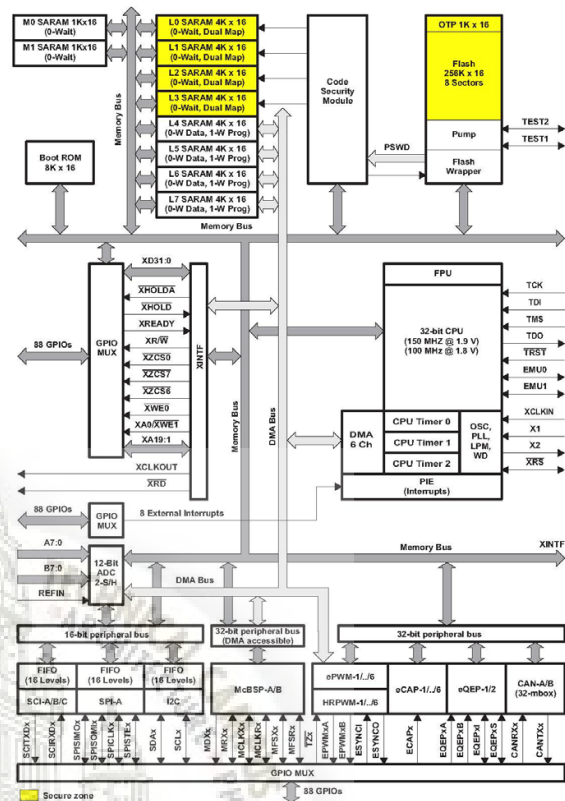 M0 SARAM 1Kx16
(0-Wait)
M1 SARAM 1Kx16
(0-Wait)
L0 SARAM 4K x 16
(0-Wait, Dual Map)
L1 SARAM 4K x 16
(0-Wait, Dual Map)
L2 SARAM 4K x 16
(0-Wait, Dual Map)
L3 SARAM 4K x 16
(0-Wait, Dual Map)
L4 SARAM 4K x 16
(0-W Data, 1-W Prog)
L5 SARAM 4K x 16
(0-W Data, 1-W Prog)
L6 SARAM 4K x 16
(0-W Data, 1-W Prog)
L7 SARAM 4K x 16
(0-W Data, 1-W Prog)
Memory Bus
Boot ROM
8K x 16
Code
Security
Module
PSWD
OTP 1K x 16
Flash
256K x 16
8 Sectors
Pump
Flash
Wrapper
TEST2
TEST1
Memory Bus
88 GPIOs
GPIO
MUX
XD31:0
XHOLDA
XHOLD
XREADY
XR/W
XZCS0
XZCS7
XZCS6
XWE0
XA0/XWE1
XA19:1
XCLKOUT
XRD
XINTF
Memory Bus
DMA Bus
FPU
32-bit CPU
(150 MHZ @ 1.9 V)
(100 MHz @ 1.8 V)
DMA
6 Ch
CPU Timer 0
CPU Timer 1
CPU Timer 2
OSC,
PLL,
LPM,
WD
PIE
(Interrupts)
TCK
TDI
TMS
TDO
TRST
EMU0
EMU1
XCLKIN
X1
X2
XRS
88 GPIOs
GPIO
MUX
8 External Interrupts
A7:0
B7:0
REFIN
12-Bit
ADC
2-S/H
Memory Bus
XINTF
DMA Bus
16-bit peripheral bus
32-bit peripheral bus
(DMA accessible)
32-bit peripheral bus
FIFO
(16 Levels)
SCI-A/B/C
FIFO
(16 Levels)
SPI-A
FIFO
(16 Levels)
I2C
McBSP-A/B
ePWM-1/../6
HRPWM-1/../6
eCAP-1/../6
eQEP-1/2
CAN-A/B
(32-mbox)
SCITXDx
SCIRXDx
SPISIMOx
SPISOMIx
SPICLKx
SPISTEx
SDAx
SCLx
MDXx
MRXx
MCLKXx
MCLKRx
MFSXx
MFSRx
TZx
EPWMxA
EPWMxB
ESYNCI
ESYNCO
ECAPx
EQEPxA
EQEPxB
EQEPxI
EQEPxS
CANRXx
CANTXx
GPIO MUX
Secure zone
88 GPIOs